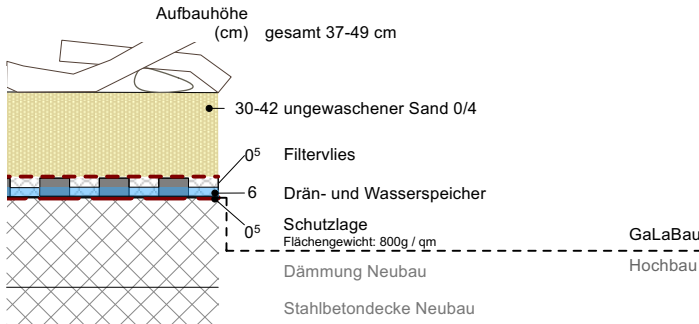 Aufbauhöhe
(cm) gesamt 37-49 cm
30-42 ungewaschener Sand 0/4
0⁵ Filtervlies
6 Drän- und Wasserspeicher
0⁵ Schutzlage
Flächengewicht: 800g / qm
GaLaBau
Dämmung Neubau Hochbau
Stahlbetondecke Neubau